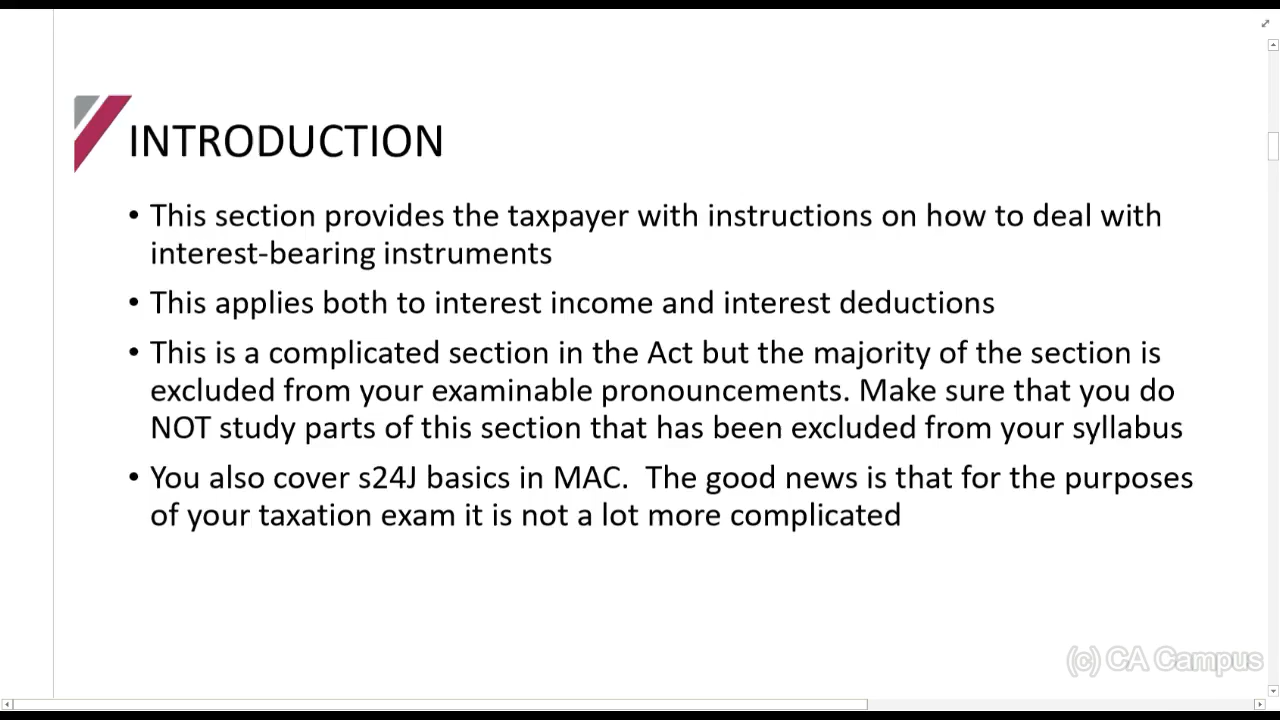 INTRODUCTION
• This section provides the taxpayer with instructions on how to deal with
interest-bearing instruments
• This applies both to interest income and interest deductions
• This is a complicated section in the Act but the majority of the section is
excluded from your examinable pronouncements. Make sure that you do
NOT study parts of this section that has been excluded from your syllabus
• You also cover s24J basics in MAC.  The good news is that for the purposes
of your taxation exam it is not a lot more complicated
(c) CA Campus